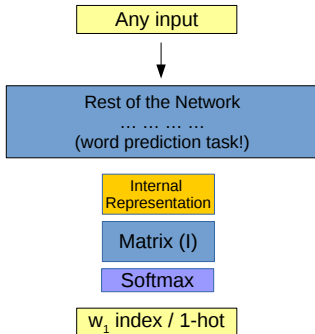 Any input
Rest of the Network
... ... ... ...
(word prediction task!)
Internal
Representation
Matrix (I)
Softmax
w₁ index / 1-hot